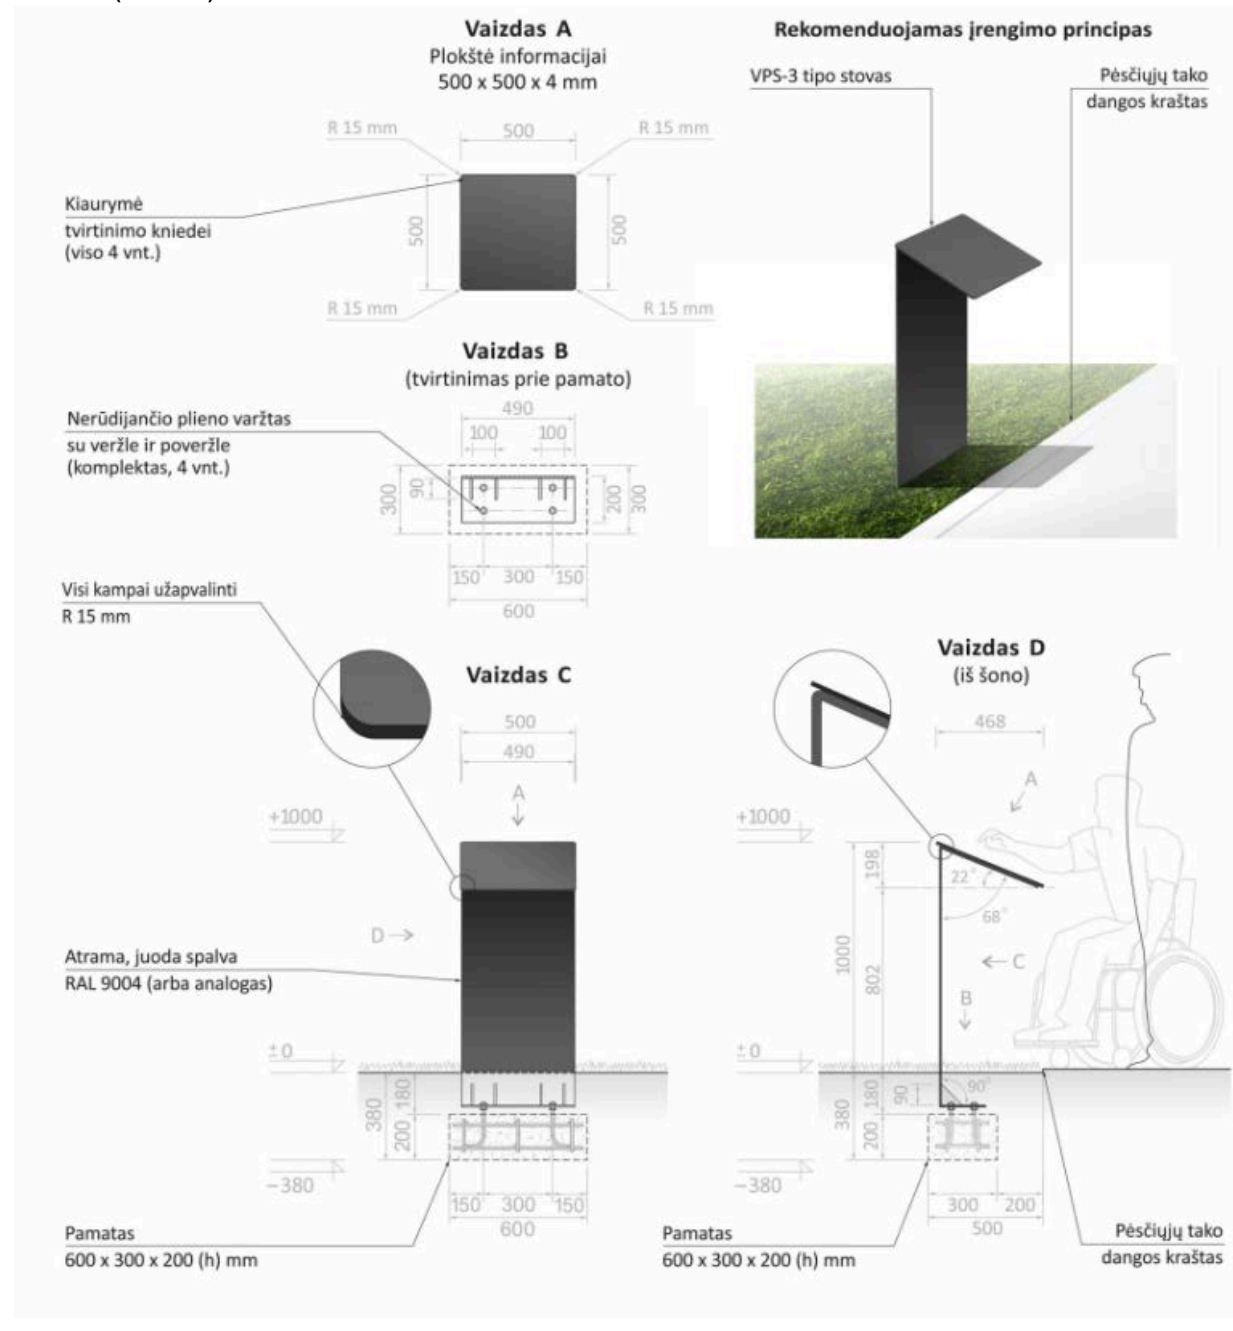 Vaizdas A
Plokštė informacijai
500 x 500 x 4 mm
R 15 mm
500
R 15 mm
Kiaurymė
tvirtinimo kniedei
(viso 4 vnt.)
500
500
R 15 mm
R 15 mm
Rekomenduojamas įrengimo principas
VPS-3 tipo stovas
Pėsčiųjų tako
dangos kraštas
Vaizdas B
(tvirtinimas prie pamato)
Nerūdijančio plieno varžtas
su veržle ir poveržle
(komplektas, 4 vnt.)
490
100
100
300
90
200
300
150
300
150
600
Visi kampai užapvalinti
R 15 mm
Vaizdas C
500
490
A
+1000
D
Atrama, juoda spalva
RAL 9004 (arba analogas)
±0
380
180
200
−380
150
300
150
600
Pamatas
600 x 300 x 200 (h) mm
Vaizdas D
(iš šono)
468
A
+1000
198
22°
68°
1000
802
C
B
±0
90
90°
380
180
200
−380
300
200
500
Pamatas
600 x 300 x 200 (h) mm
Pėsčiųjų tako
dangos kraštas